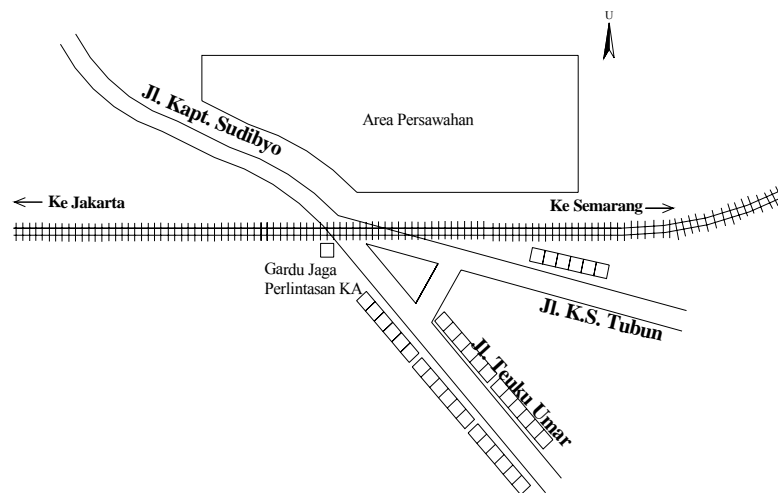 U
Jl. Kapt. Sudibyo
Area Persawahan
Ke Jakarta
Ke Semarang
Gardu Jaga
Perlintasan KA
Jl. K.S. Tubun
Jl. Teuku Umar